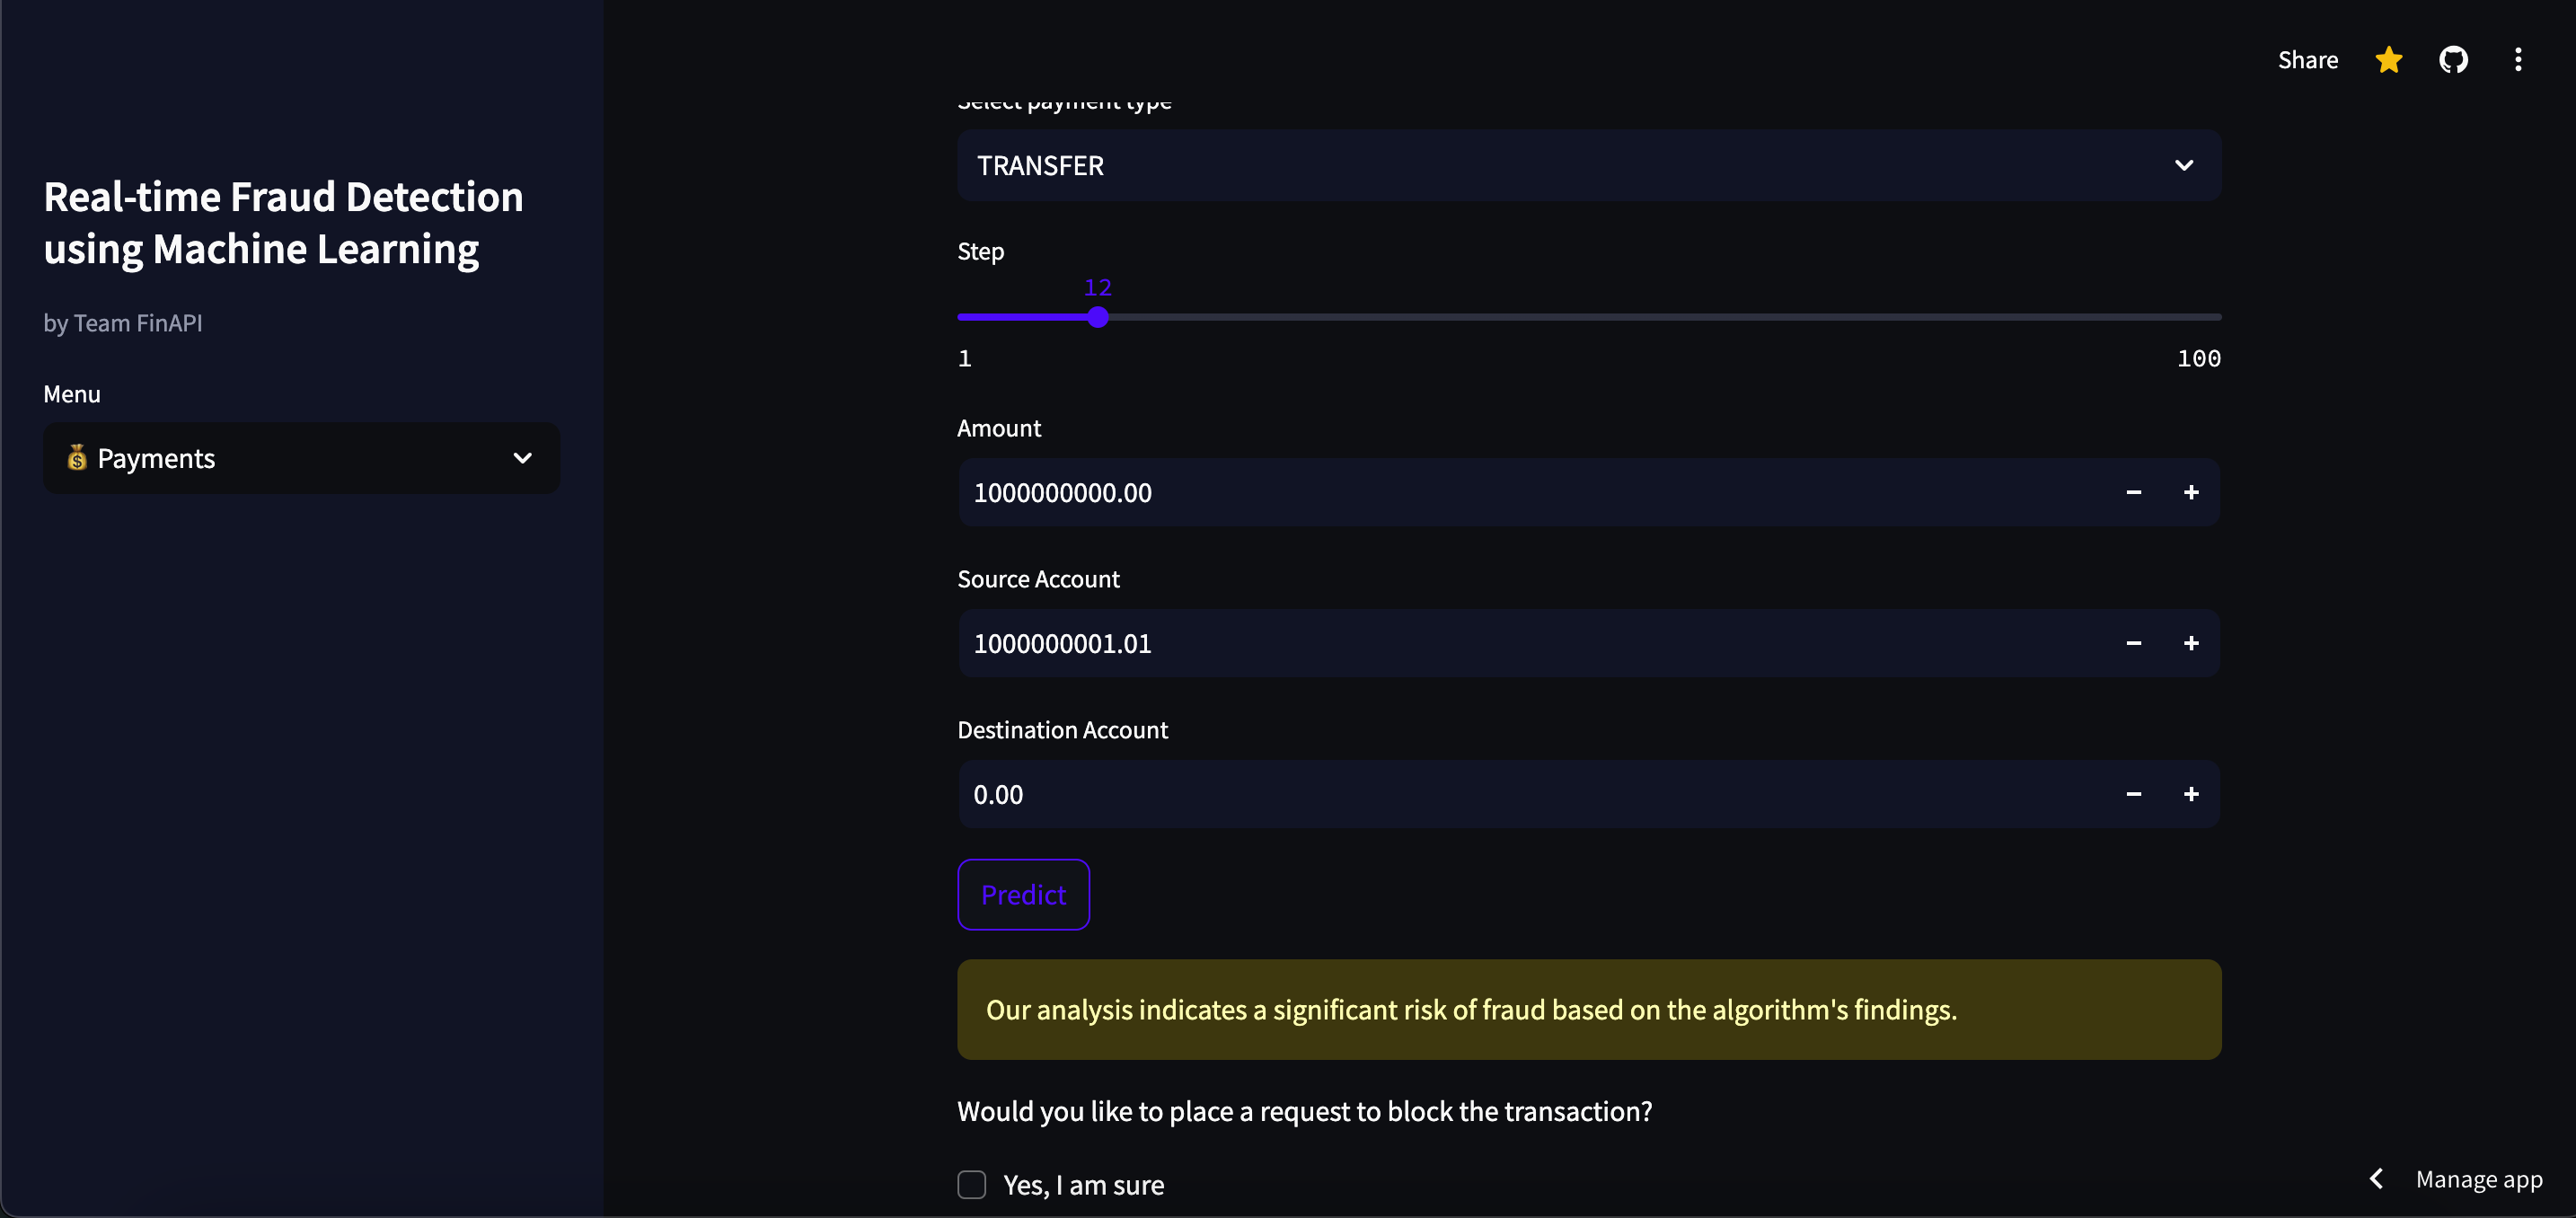 Share
Real-time Fraud Detection
using Machine Learning
by Team FinAPI
Menu
💰 Payments
Select payment type
TRANSFER
Step
12
1
100
Amount
1000000000.00
Source Account
1000000001.01
Destination Account
0.00
Predict
Our analysis indicates a significant risk of fraud based on the algorithm's findings.
Would you like to place a request to block the transaction?
Yes, I am sure
Manage app